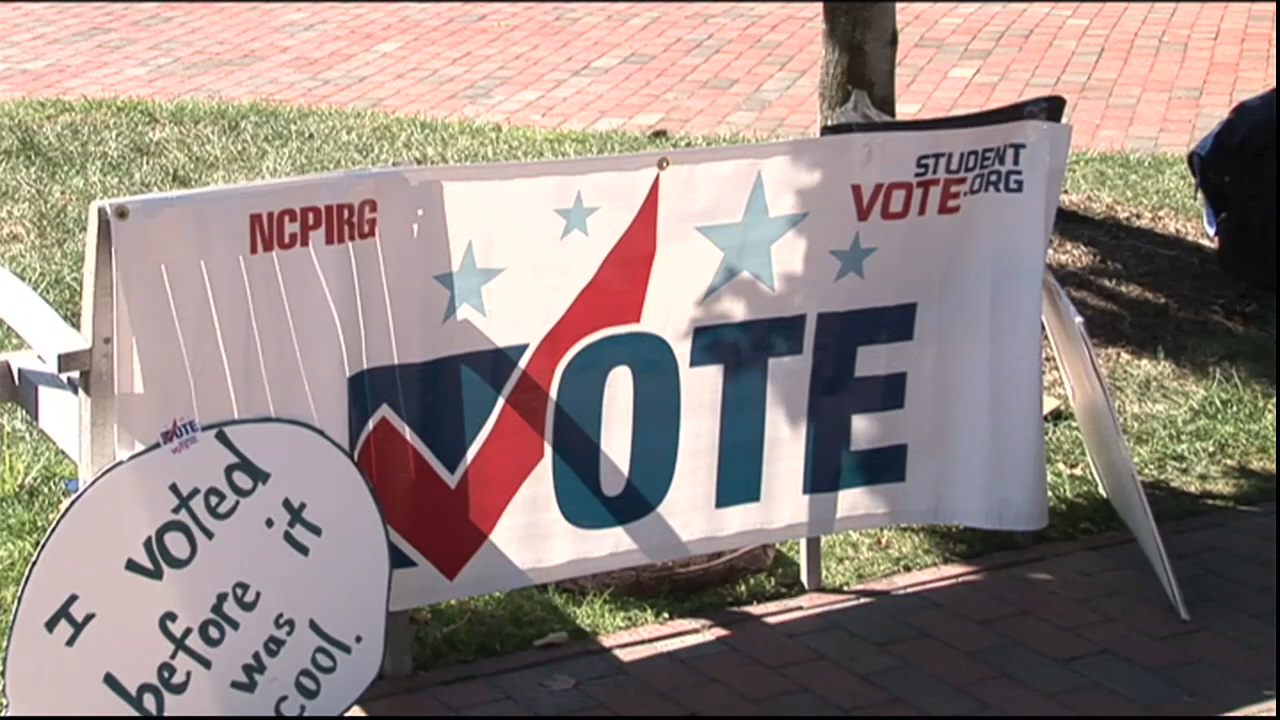 NCPIRG
STUDENT
VOTE.ORG
VOTE
VOTE
I voted
before it
was
cool.